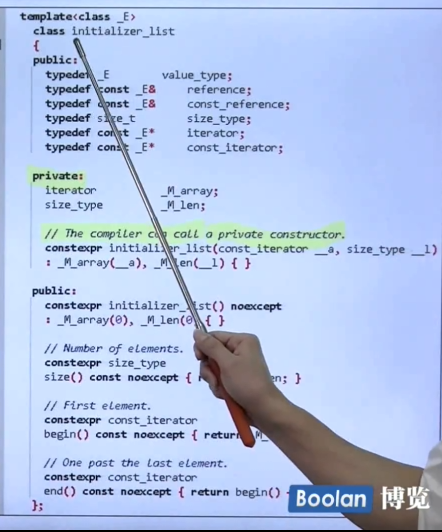 template<class _E>
class initializer_list
{
public:
typedef _E value_type;
typedef const _E& reference;
typedef const _E& const_reference;
typedef size_t size_type;
typedef const _E* iterator;
typedef const _E* const_iterator;
private:
iterator _M_array;
size_type _M_len;
// The compiler can call a private constructor.
constexpr initializer_list(const_iterator __a, size_type __l)
: _M_array(__a), _M_len(__l) { }
public:
constexpr initializer_list() noexcept
: _M_array(0), _M_len(0) { }
// Number of elements.
constexpr size_type
size() const noexcept { en; }
// First element.
constexpr const_iterator
begin() const noexcept { return _M_
// One past the last element.
constexpr const_iterator
end() const noexcept { return begin()
};
Boolan 博览